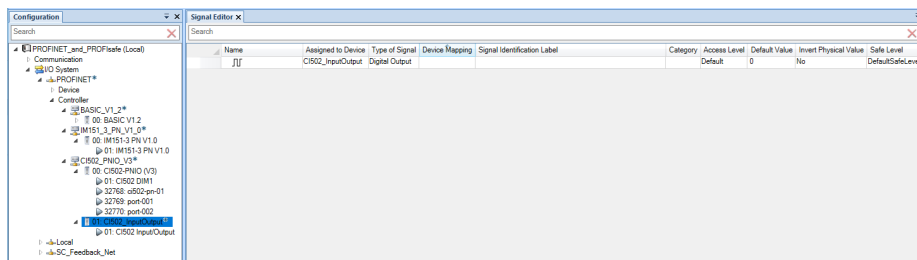 Configuration
Search
PROFINET_and_PROFIsafe (Local)
Communication
I/O System
PROFINET*
Device
Controller
BASIC_V1_2*
00: BASIC V1.2
IM151_3_PN_V1_0*
00: IM151-3 PN V1.0
01: IM151-3 PN V1.0
CI502_PNIO_V3*
00: CI502-PNIO (V3)
01: CI502 DIM1
32768: ci502-pn-01
32769: port-001
32770: port-002
01: CI502_InputOutput*
01: CI502 Input/Output
Local
SC_Feedback_Net
Signal Editor X
Search
Name Assigned to Device Type of Signal Device Mapping Signal Identification Label Category Access Level Default Value Invert Physical Value Safe Level
CI502_InputOutput Digital Output Default 0 No DefaultSafeLeve